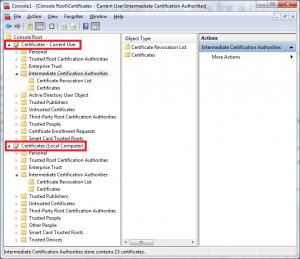 Console1 - [Console Root\Certificates - Current User\Intermediate Certification Authorities]
File Action View Favorites Window Help
Console Root
Certificates - Current User
Personal
Trusted Root Certification Authorities
Enterprise Trust
Intermediate Certification Authorities
Certificate Revocation List
Certificates
Active Directory User Object
Trusted Publishers
Untrusted Certificates
Third-Party Root Certification Authorities
Trusted People
Certificate Enrollment Requests
Smart Card Trusted Roots
Certificates (Local Computer)
Personal
Trusted Root Certification Authorities
Enterprise Trust
Intermediate Certification Authorities
Certificate Revocation List
Certificates
Trusted Publishers
Untrusted Certificates
Third-Party Root Certification Authorities
Trusted People
Smart Card Trusted Roots
Trusted Devices
Object Type
Certificate Revocation List
Certificates
Actions
Intermediate Certification Authorities
More Actions
Intermediate Certification Authorities store contains 15 certificates.